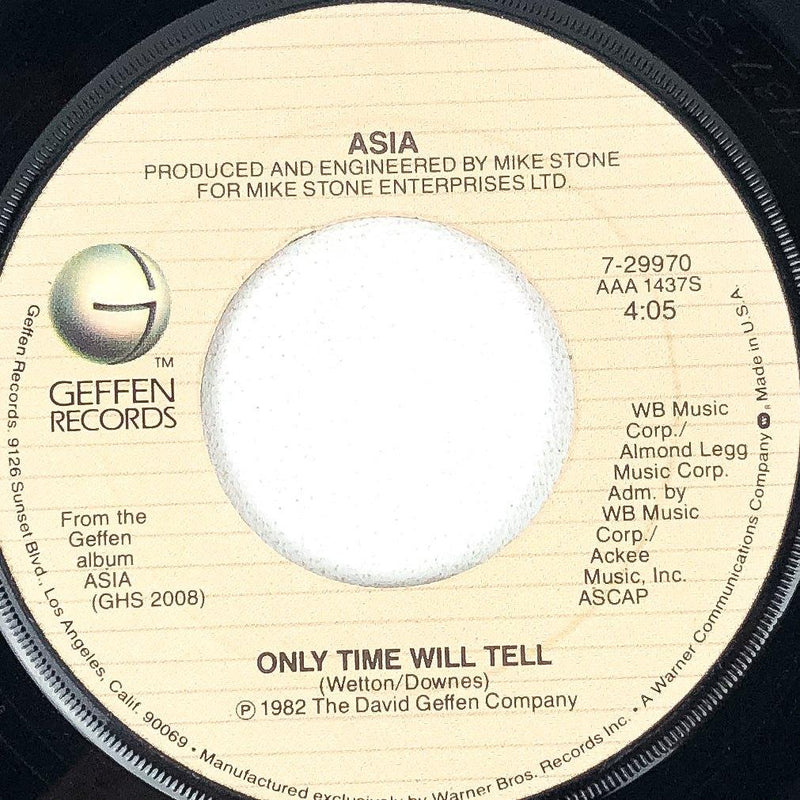 ASIA
PRODUCED AND ENGINEERED BY MIKE STONE
FOR MIKE STONE ENTERPRISES LTD.
7-29970
AAA 1437S
4:05
G
TM
GEFFEN
RECORDS
WB Music
Corp./
Almond Legg
Music Corp.
Adm. by
WB Music
Corp./
Ackee
Music, Inc.
ASCAP
From the
Geffen
album
ASIA
(GHS 2008)
ONLY TIME WILL TELL
(Wetton/Downes)
Ⓟ 1982 The David Geffen Company
Geffen Records, 9126 Sunset Blvd., Los Angeles, Calif. 90069 • Manufactured exclusively by Warner Bros. Records Inc. • A Warner Communications Company ® Made in U.S.A.